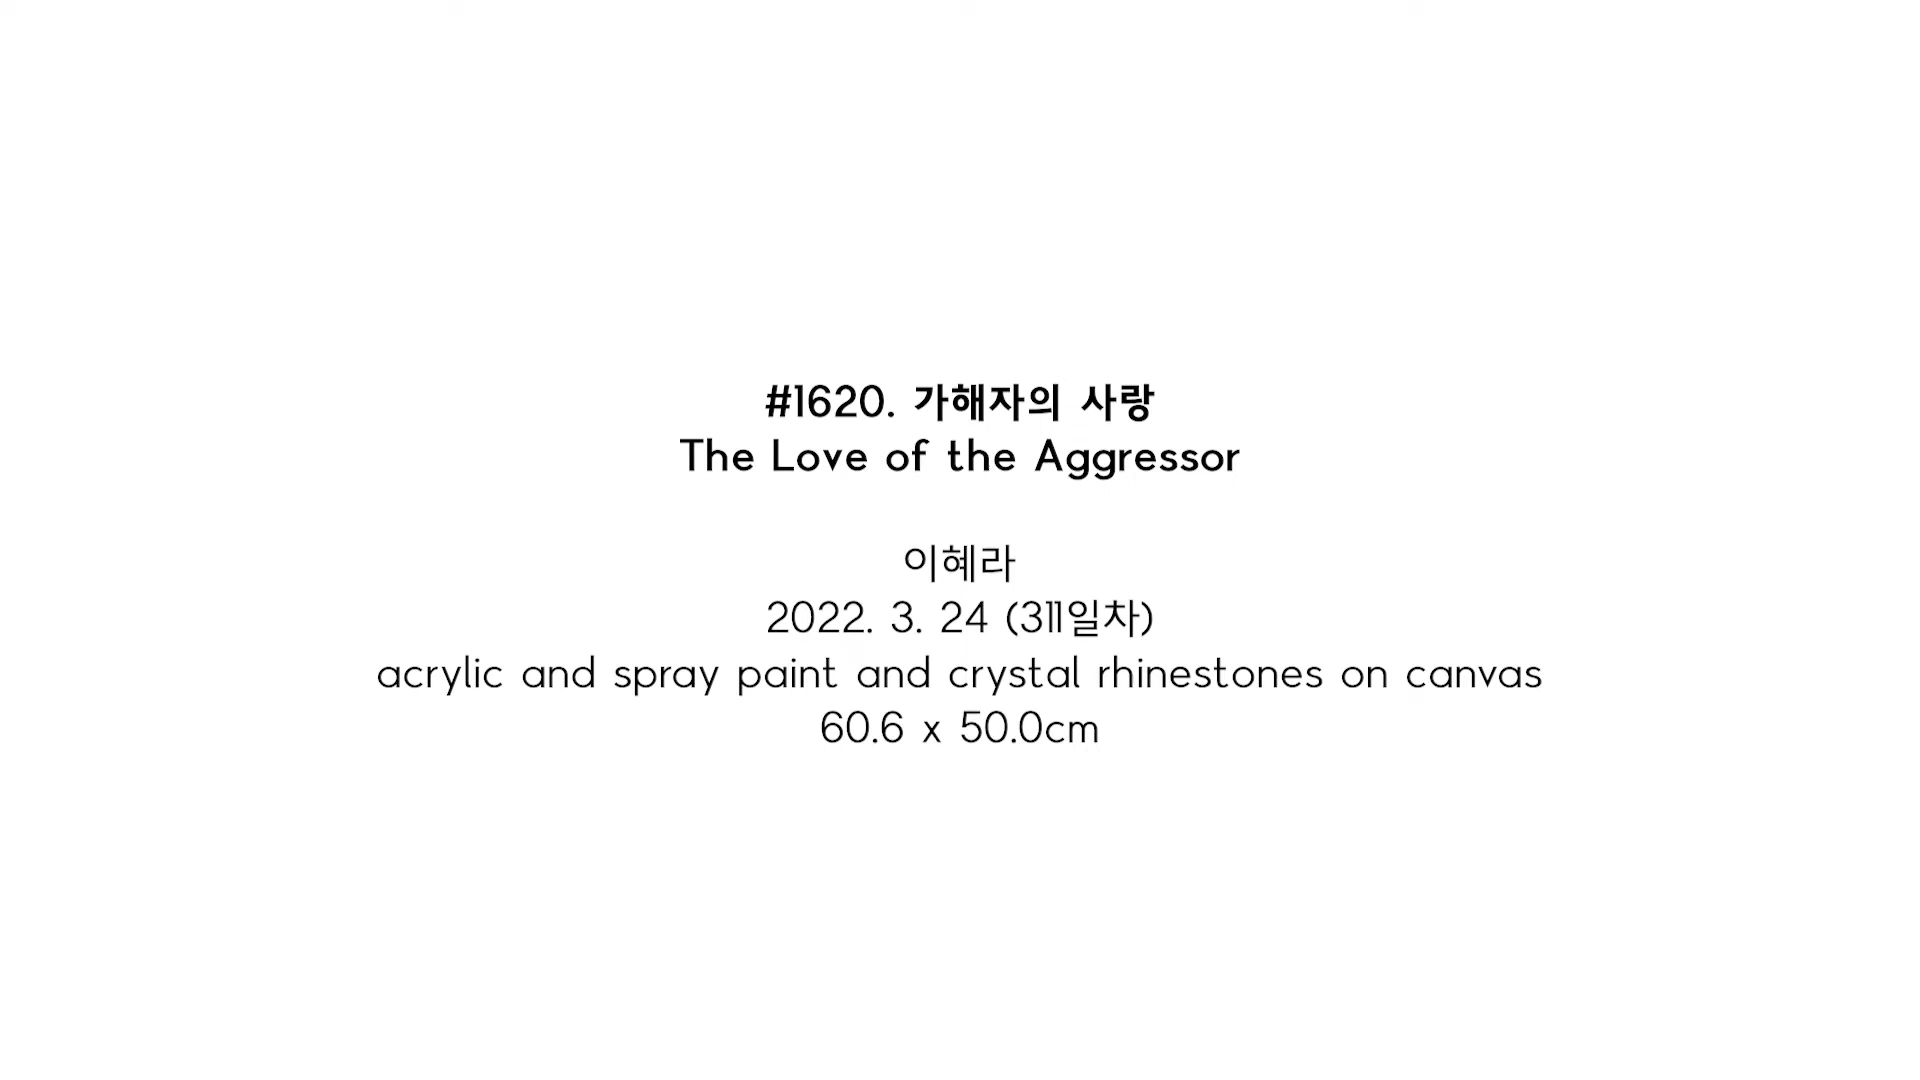 #1620. 가해자의 사랑
The Love of the Aggressor
이혜라
2022. 3. 24 (311일차)
acrylic and spray paint and crystal rhinestones on canvas
60.6 x 50.0cm